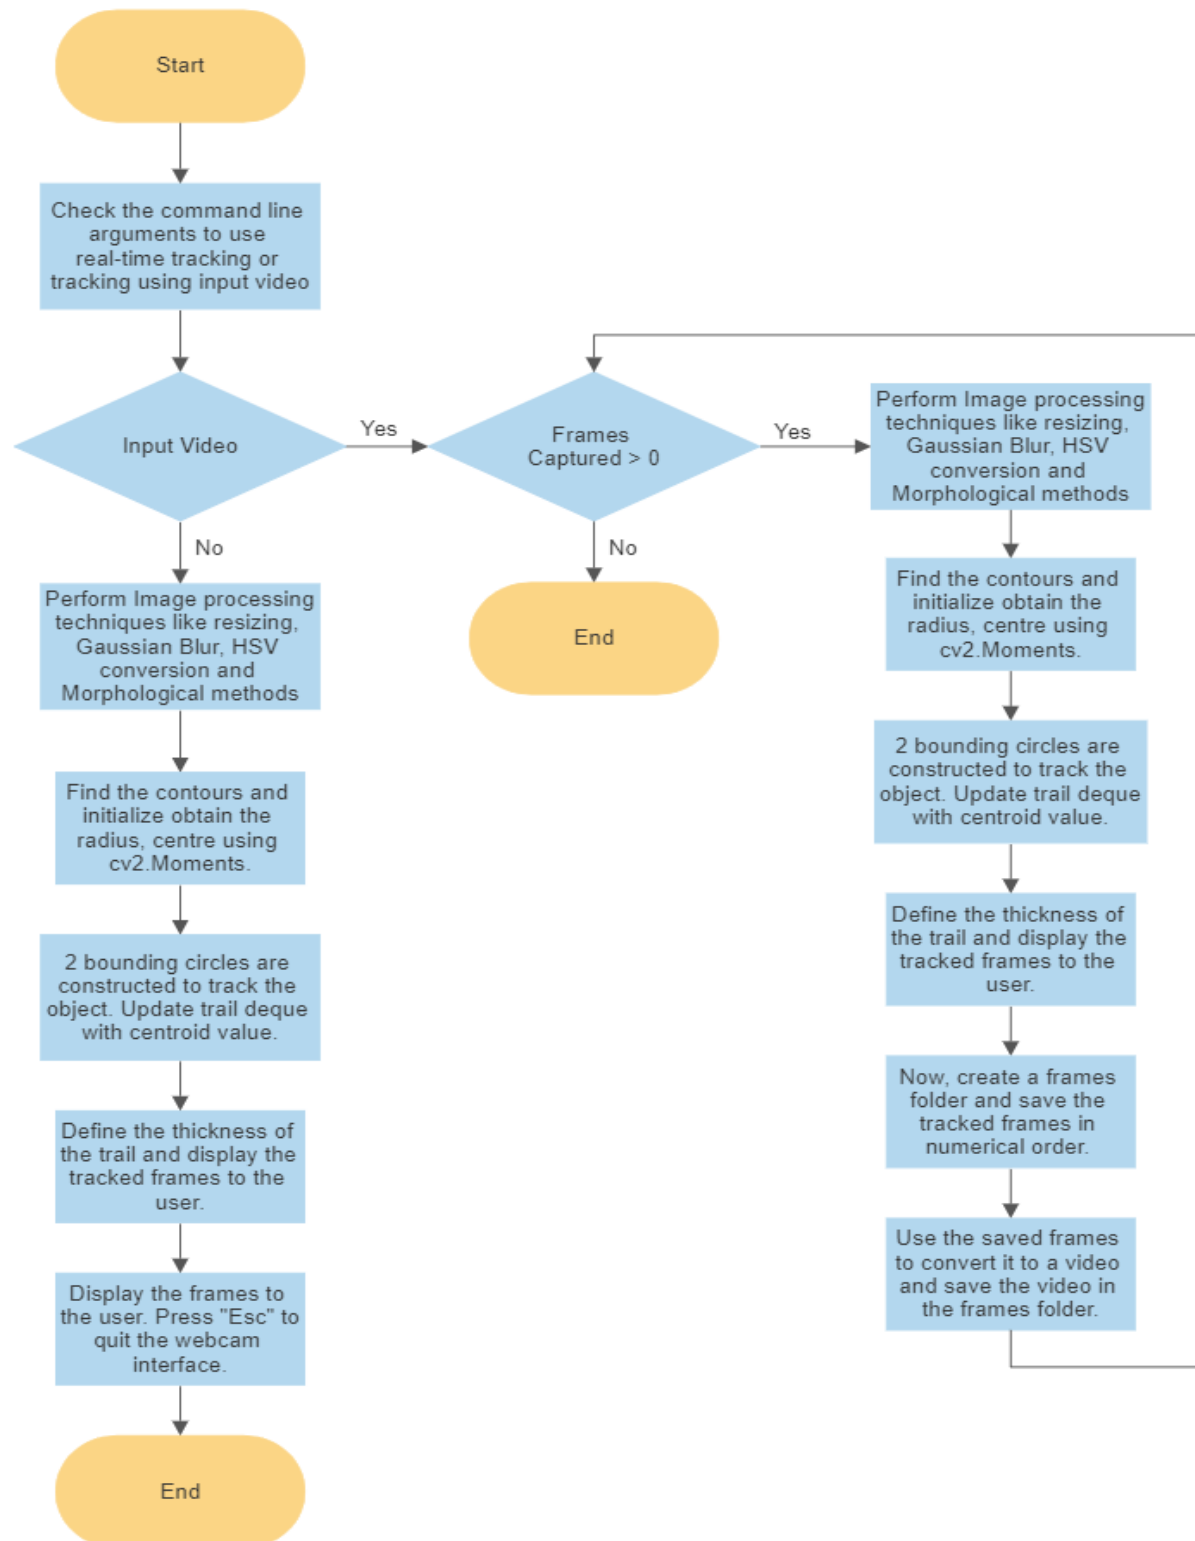 Start
Check the command line
arguments to use
real-time tracking or
tracking using input video
Input Video
Yes
No
Frames
Captured > 0
Yes
No
End
Perform Image processing
techniques like resizing,
Gaussian Blur, HSV
conversion and
Morphological methods
Find the contours and
initialize obtain the
radius, centre using
cv2.Moments.
2 bounding circles are
constructed to track the
object. Update trail deque
with centroid value.
Define the thickness of
the trail and display the
tracked frames to the
user.
Display the frames to
the user. Press "Esc" to
quit the webcam
interface.
End
Perform Image processing
techniques like resizing,
Gaussian Blur, HSV
conversion and
Morphological methods
Find the contours and
initialize obtain the
radius, centre using
cv2.Moments.
2 bounding circles are
constructed to track the
object. Update trail deque
with centroid value.
Define the thickness of
the trail and display the
tracked frames to the
user.
Now, create a frames
folder and save the
tracked frames in
numerical order.
Use the saved frames
to convert it to a video
and save the video in
the frames folder.